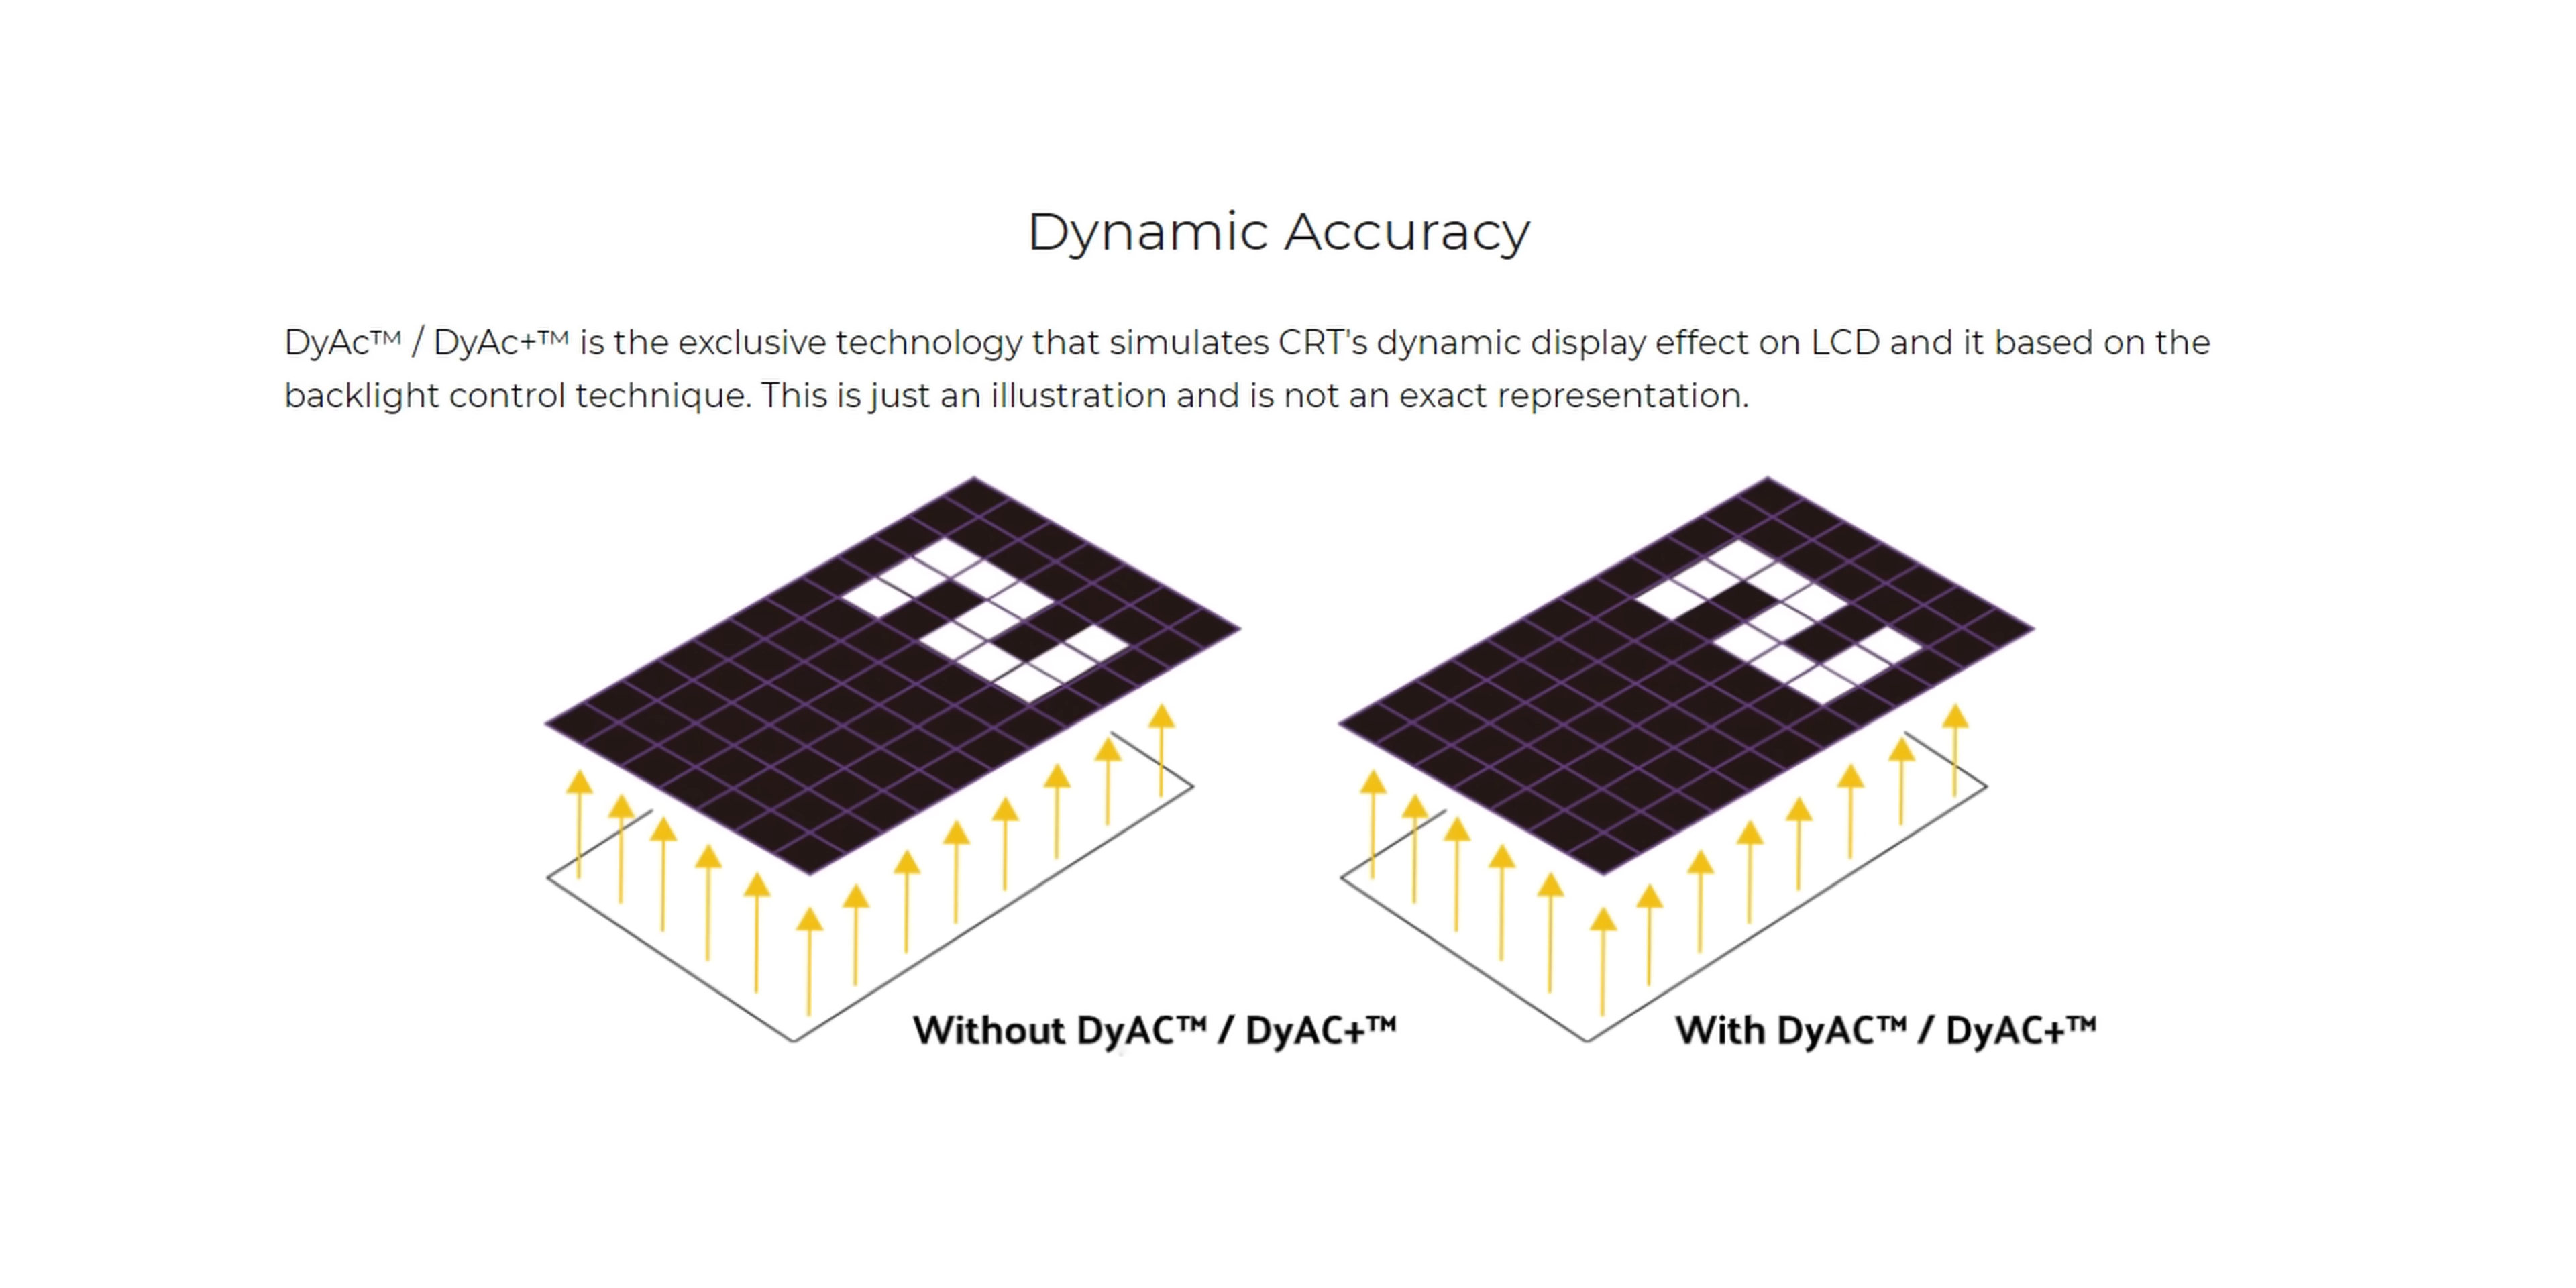 Dynamic Accuracy
DyAc™ / DyAc+™ is the exclusive technology that simulates CRT's dynamic display effect on LCD and it based on the
backlight control technique. This is just an illustration and is not an exact representation.
Without DyAC™ / DyAC+™
With DyAC™ / DyAC+™